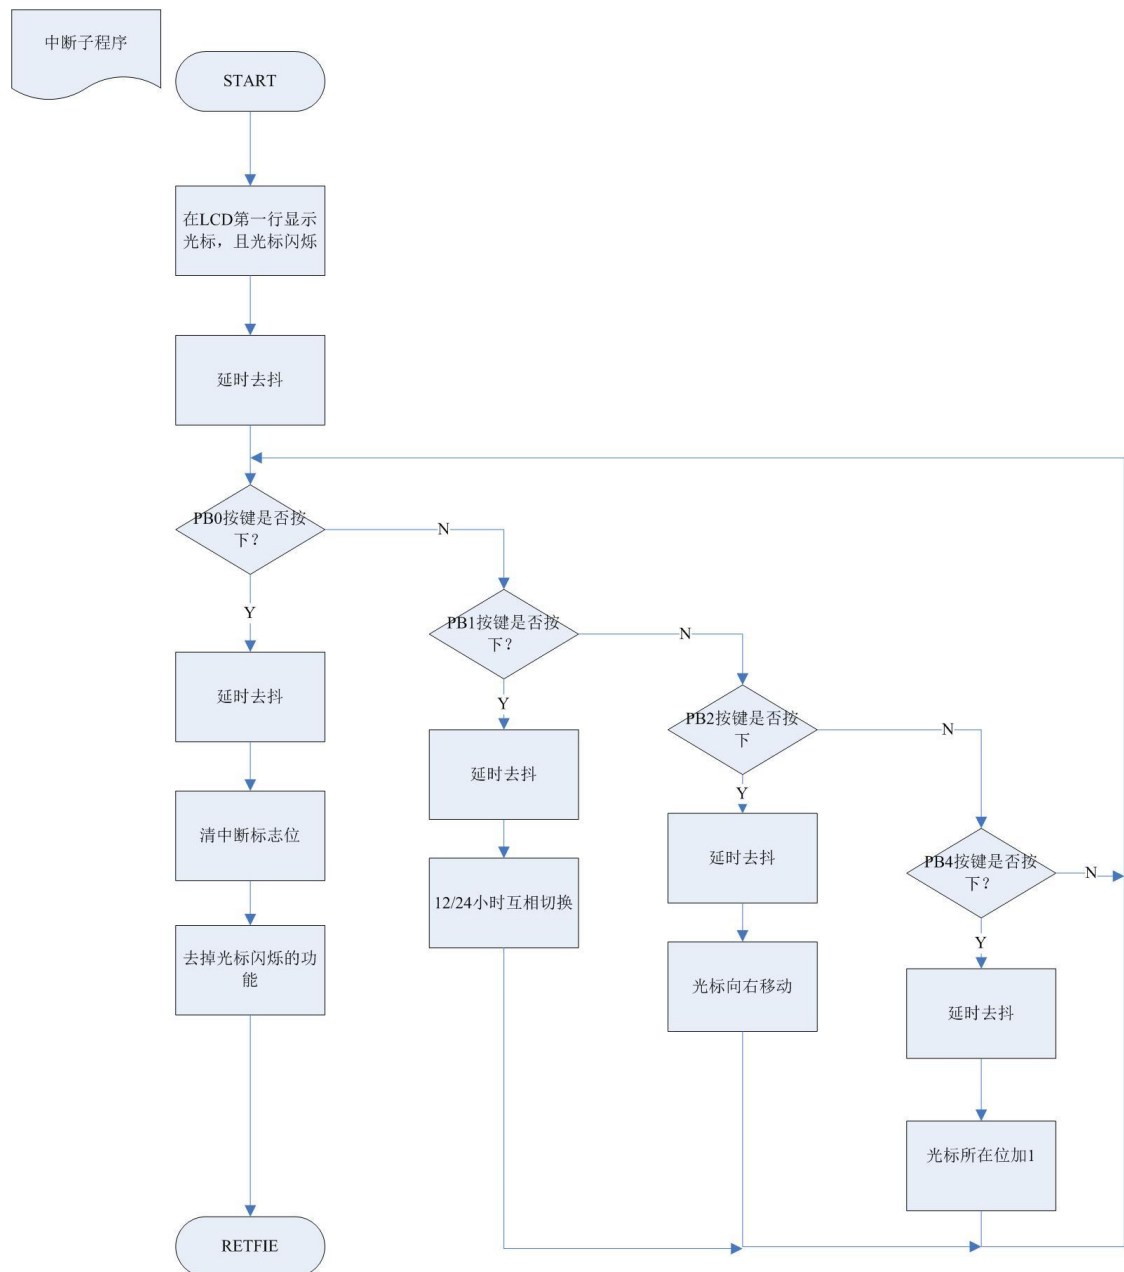 中断子程序
START
在LCD第一行显示
光标，且光标闪烁
延时去抖
PB0按键是否按
下？
N
Y
PB1按键是否按
下？
N
Y
延时去抖
PB2按键是否按
下
N
Y
延时去抖
延时去抖
清中断标志位
12/24小时互相切换
PB4按键是否按
下？
N
Y
去掉光标闪烁的功
能
光标向右移动
延时去抖
光标所在位加1
RETFIE